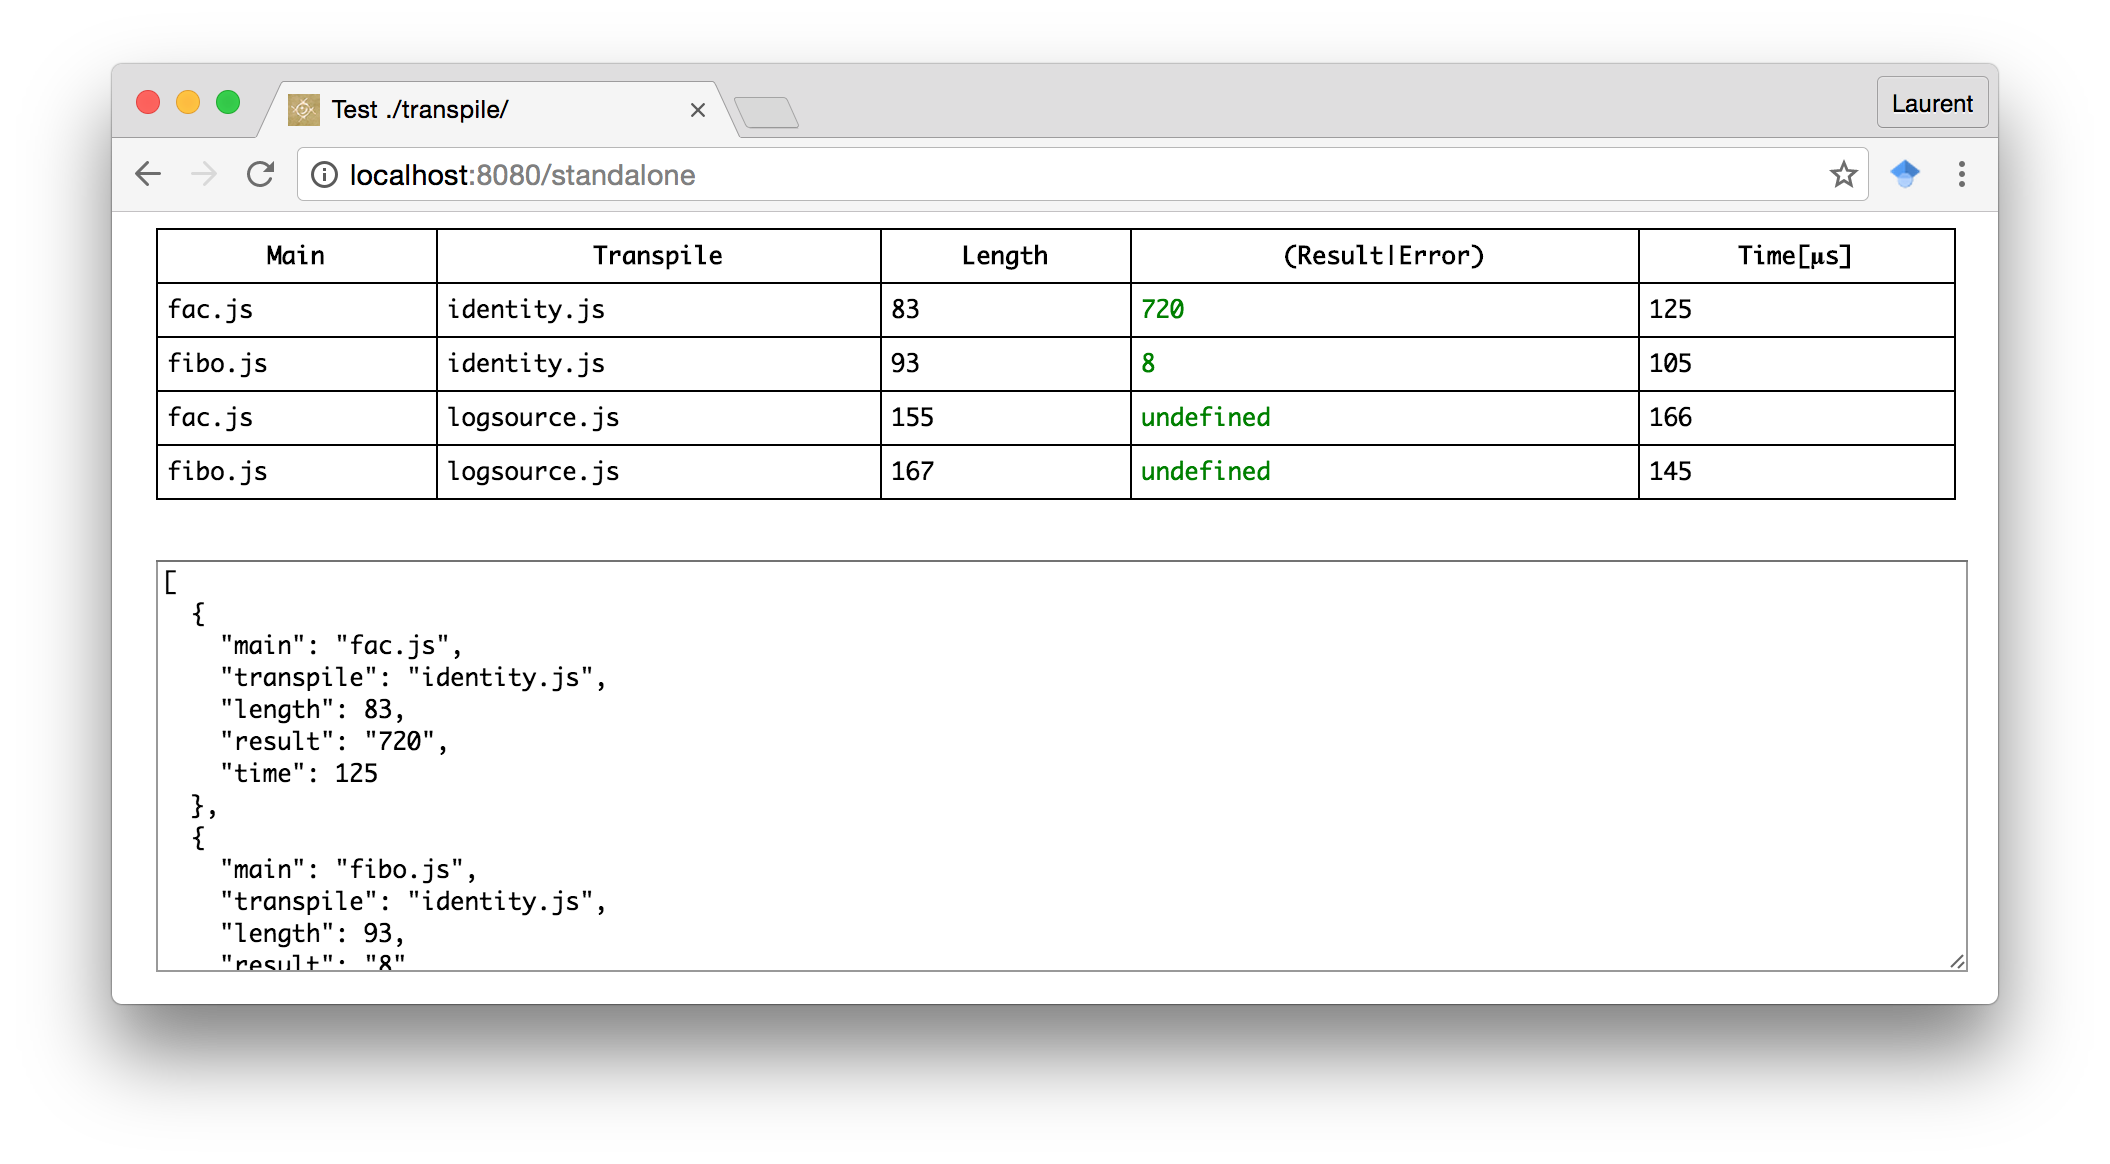 Test ./transpile/
Laurent
localhost:8080/standalone
Main Transpile Length (Result|Error) Time[μs]
fac.js identity.js 83 720 125
fibo.js identity.js 93 8 105
fac.js logsource.js 155 undefined 166
fibo.js logsource.js 167 undefined 145
[
{
"main": "fac.js",
"transpile": "identity.js",
"length": 83,
"result": "720",
"time": 125
},
{
"main": "fibo.js",
"transpile": "identity.js",
"length": 93,
"result": "8"